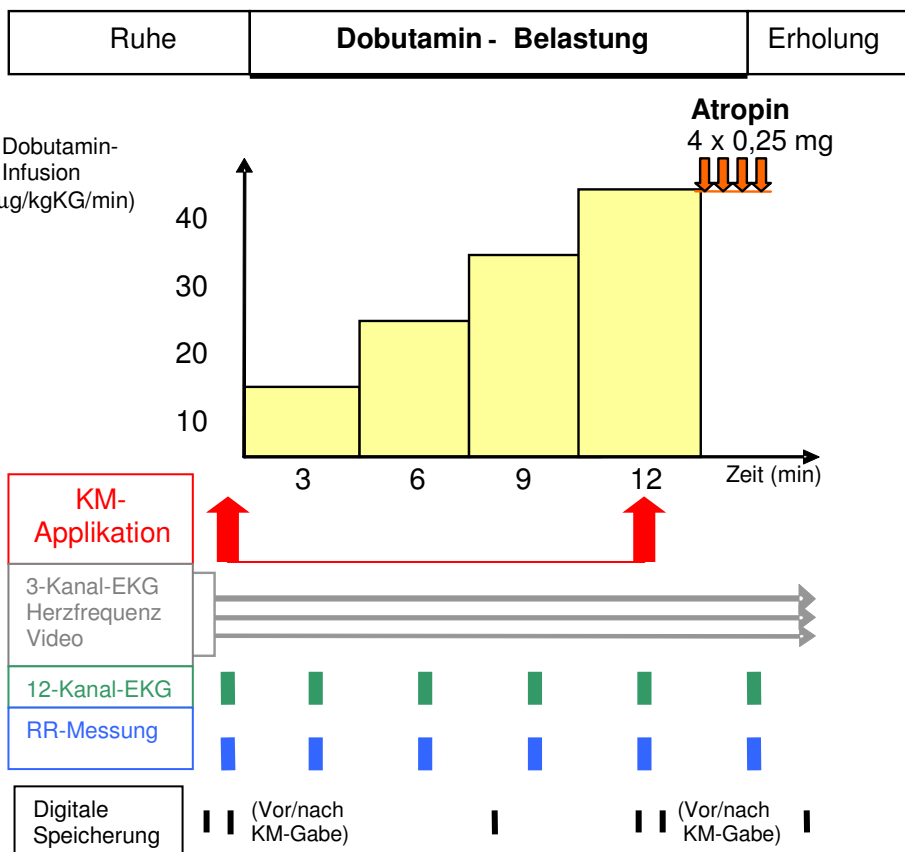 Ruhe
Dobutamin - Belastung
Erholung
Atropin
4 x 0,25 mg
Dobutamin-
Infusion
µg/kgKG/min)
40
30
20
10
3 6 9 12 Zeit (min)
KM-
Applikation
3-Kanal-EKG
Herzfrequenz
Video
12-Kanal-EKG
RR-Messung
Digitale
Speicherung
(Vor/nach
KM-Gabe)
(Vor/nach
KM-Gabe)